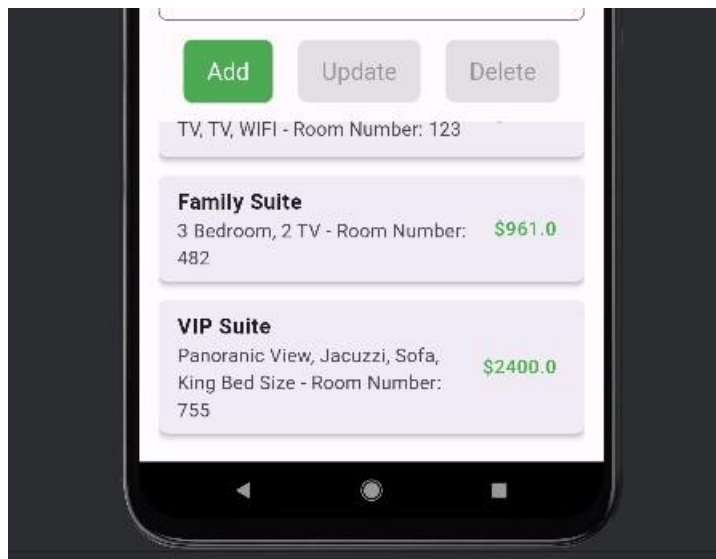 Add Update Delete
TV, TV, WIFI - Room Number: 123
Family Suite
3 Bedroom, 2 TV - Room Number:
482
$961.0
VIP Suite
Panoranic View, Jacuzzi, Sofa,
King Bed Size - Room Number:
755
$2400.0